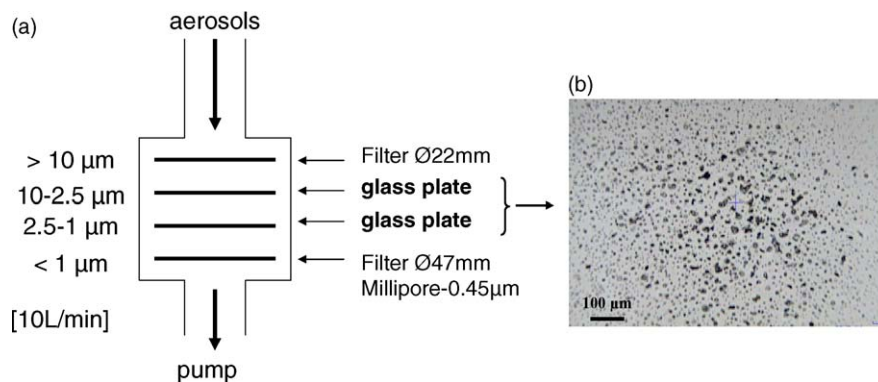 (a)
aerosols
> 10 µm
10-2.5 µm
2.5-1 µm
< 1 µm
[10L/min]
pump
Filter Ø22mm
glass plate
glass plate
Filter Ø47mm
Millipore-0.45µm
(b)
100 µm